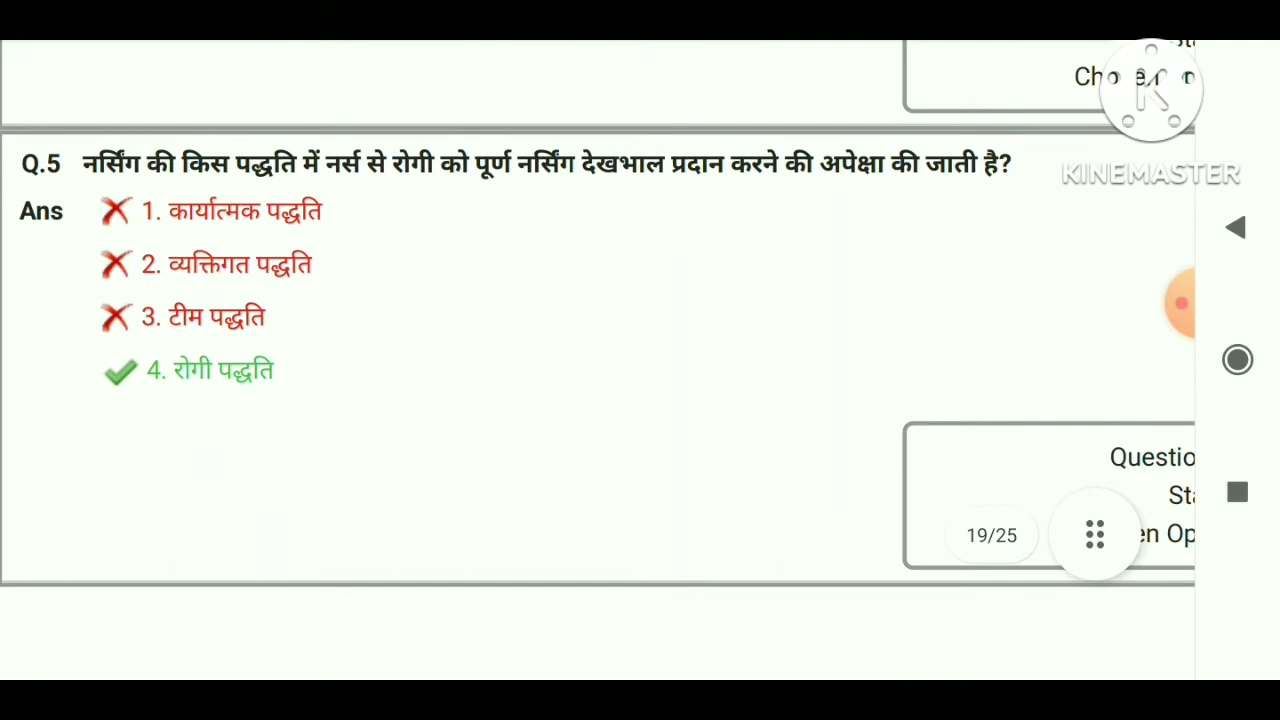 Q.5 नर्सिंग की किस पद्धति में नर्स से रोगी को पूर्ण नर्सिंग देखभाल प्रदान करने की अपेक्षा की जाती है?
KINEMASTER
Ans 1. कार्यात्मक पद्धति
2. व्यक्तिगत पद्धति
3. टीम पद्धति
4. रोगी पद्धति
19/25